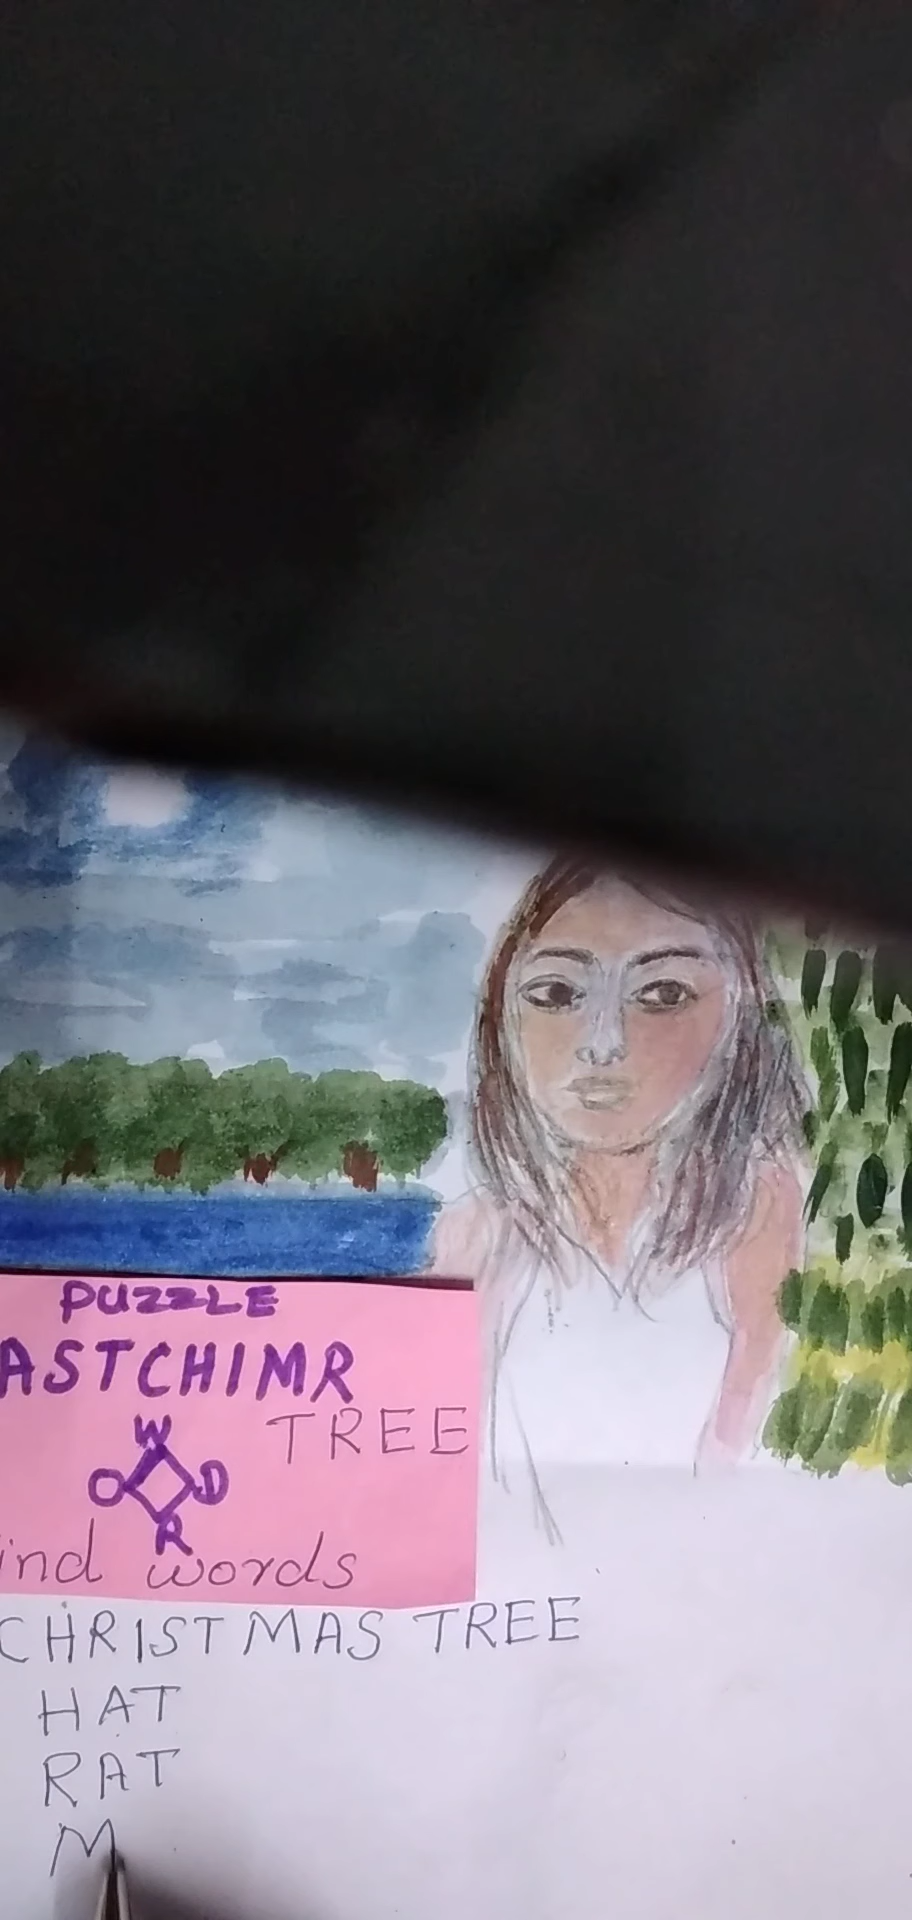 PUZZLE
ASTCHIMR
TREE
W
O D
R
ind words
CHRISTMAS TREE
HAT
RAT
M